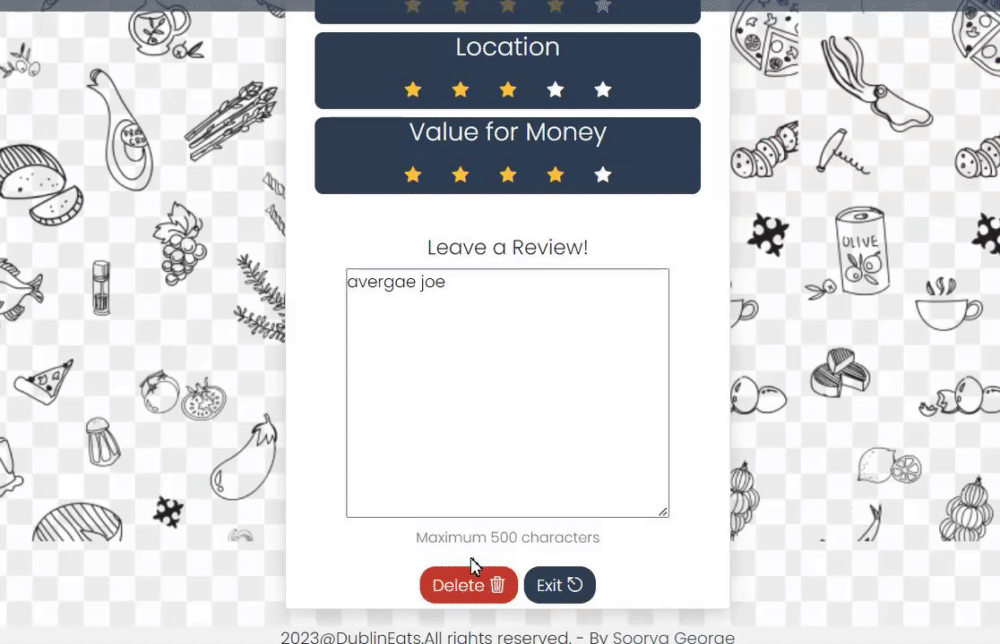 Location
Value for Money
Leave a Review!
avergae joe
OLIVE
Maximum 500 characters
Delete
Exit
2023@DublinEats.All rights reserved. - By Soorya George